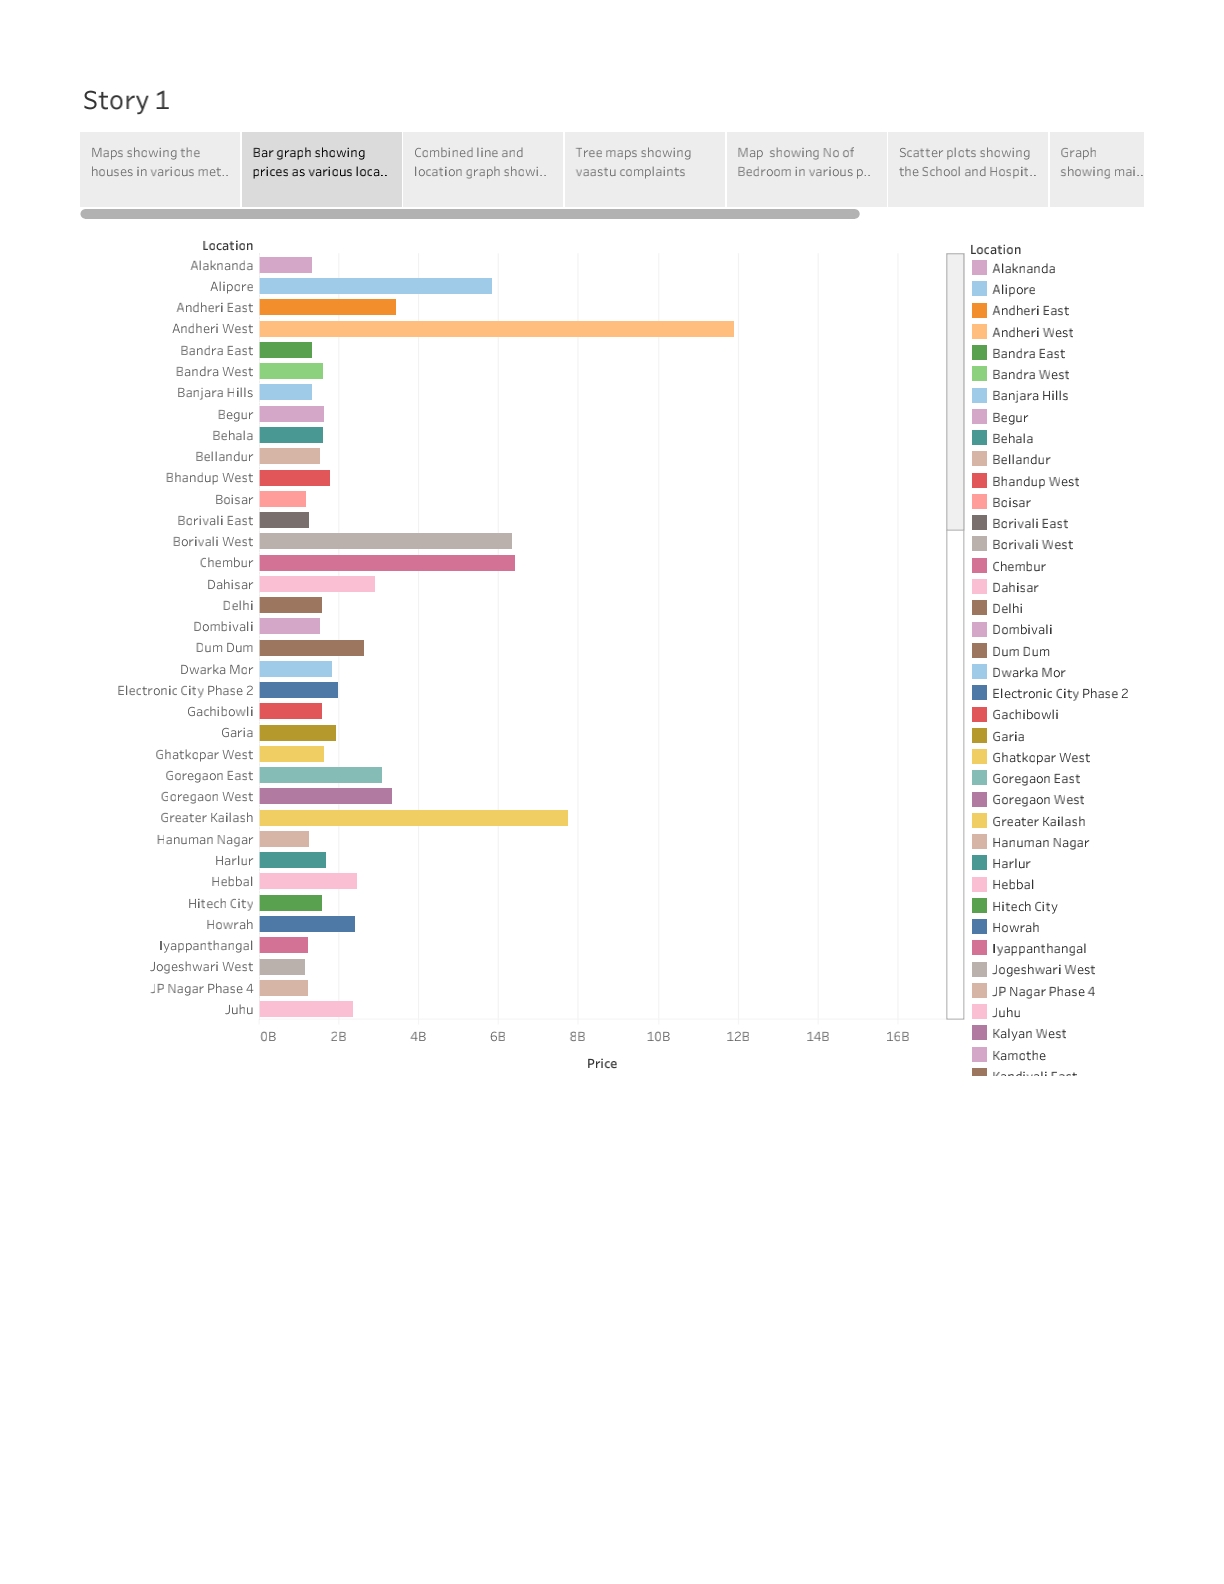 Story 1
Maps showing the
houses in various met..
Bar graph showing
prices as various loca..
Combined line and
location graph showi..
Tree maps showing
vaastu complaints
Map showing No of
Bedroom in various p..
Scatter plots showing
the School and Hospit..
Graph
showing mai..
Location
Alaknanda
Alipore
Andheri East
Andheri West
Bandra East
Bandra West
Banjara Hills
Begur
Behala
Bellandur
Bhandup West
Boisar
Borivali East
Borivali West
Chembur
Dahisar
Delhi
Dombivali
Dum Dum
Dwarka Mor
Electronic City Phase 2
Gachibowli
Garia
Ghatkopar West
Goregaon East
Goregaon West
Greater Kailash
Hanuman Nagar
Harlur
Hebbal
Hitech City
Howrah
Iyappanthangal
Jogeshwari West
JP Nagar Phase 4
Juhu
0B 2B 4B 6B 8B 10B 12B 14B 16B
Price
Location
Alaknanda
Alipore
Andheri East
Andheri West
Bandra East
Bandra West
Banjara Hills
Begur
Behala
Bellandur
Bhandup West
Boisar
Borivali East
Borivali West
Chembur
Dahisar
Delhi
Dombivali
Dum Dum
Dwarka Mor
Electronic City Phase 2
Gachibowli
Garia
Ghatkopar West
Goregaon East
Goregaon West
Greater Kailash
Hanuman Nagar
Harlur
Hebbal
Hitech City
Howrah
Iyappanthangal
Jogeshwari West
JP Nagar Phase 4
Juhu
Kalyan West
Kamothe